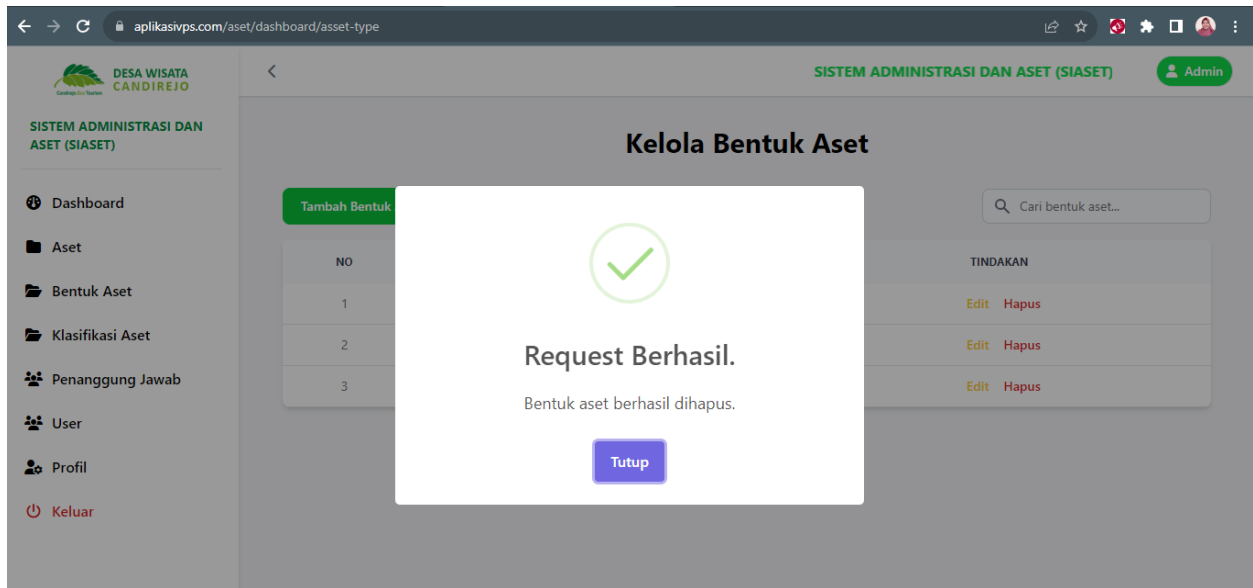 aplikasivps.com/aset/dashboard/asset-type
DESA WISATA
CANDIREJO
Candirejo Eco Tourism
SISTEM ADMINISTRASI DAN
ASET (SIASET)
Dashboard
Aset
Bentuk Aset
Klasifikasi Aset
Penanggung Jawab
User
Profil
Keluar
SISTEM ADMINISTRASI DAN ASET (SIASET)
Admin
Kelola Bentuk Aset
Tambah Bentuk
Cari bentuk aset...
NO
TINDAKAN
1
Edit Hapus
2
Edit Hapus
3
Edit Hapus
Request Berhasil.
Bentuk aset berhasil dihapus.
Tutup